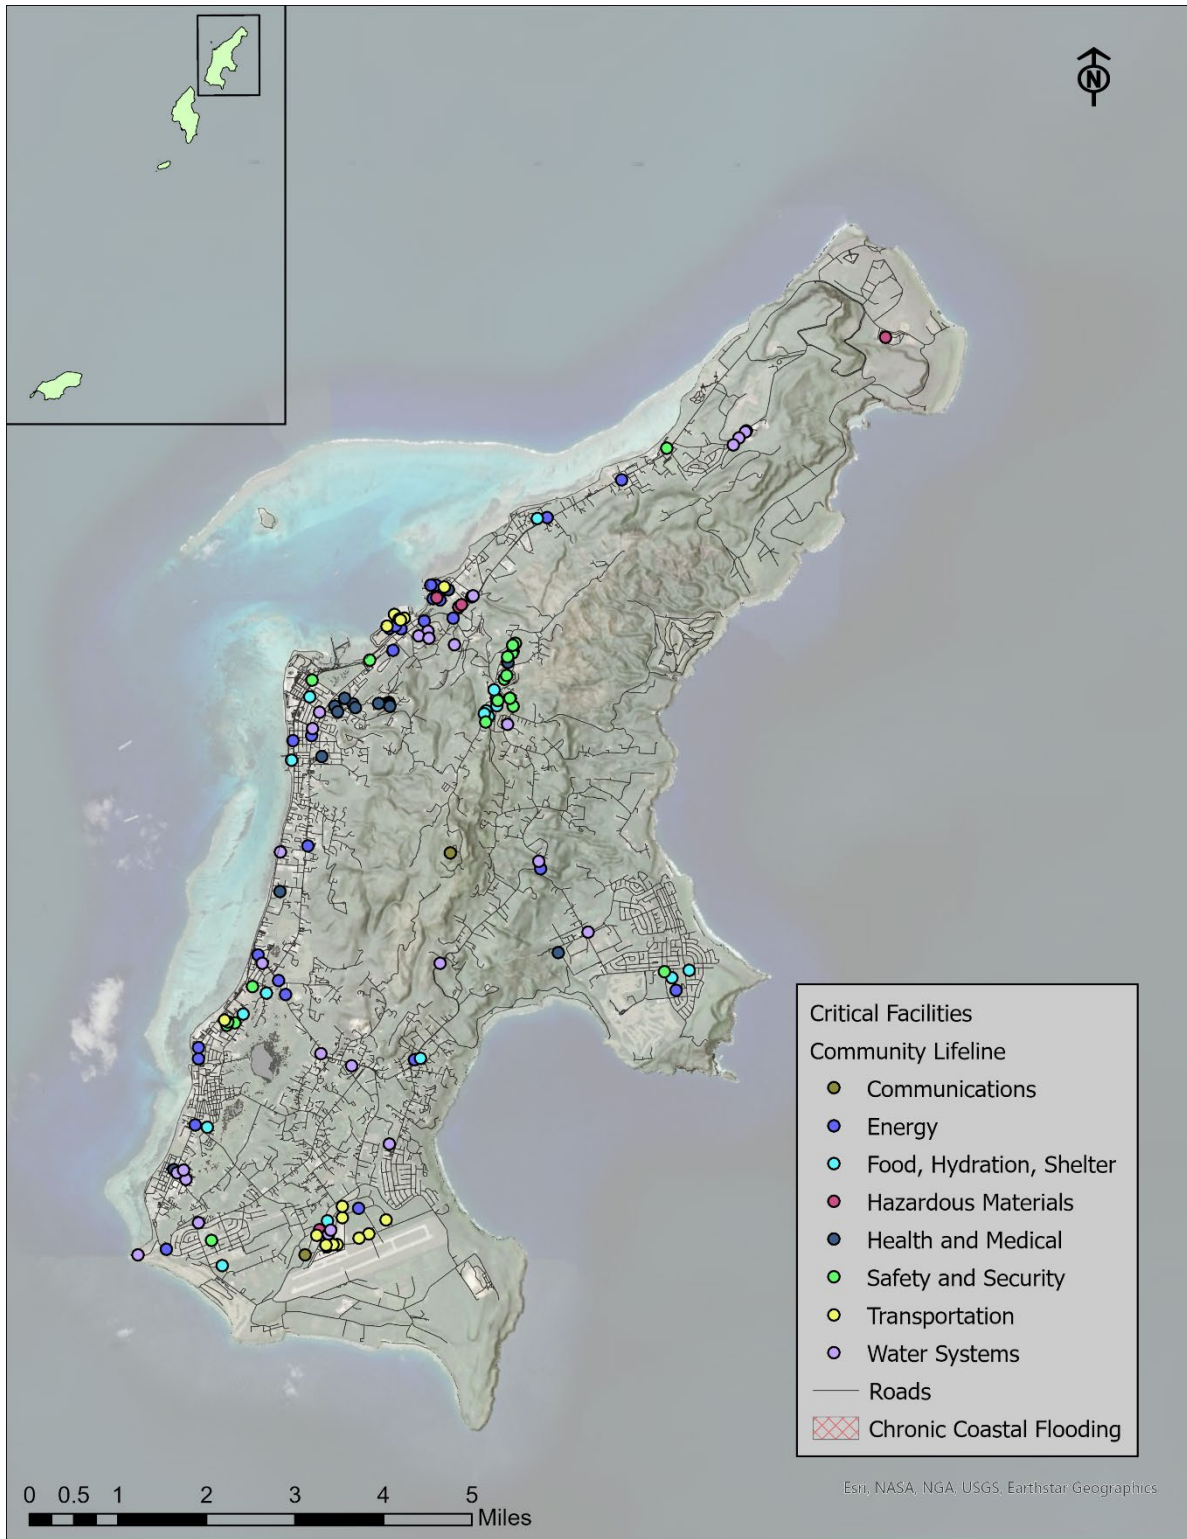 N
Critical Facilities
Community Lifeline
Communications
Energy
Food, Hydration, Shelter
Hazardous Materials
Health and Medical
Safety and Security
Transportation
Water Systems
Roads
Chronic Coastal Flooding
Esri, NASA, NGA, USGS, Earthstar Geographics
0 0.5 1 2 3 4 5
Miles